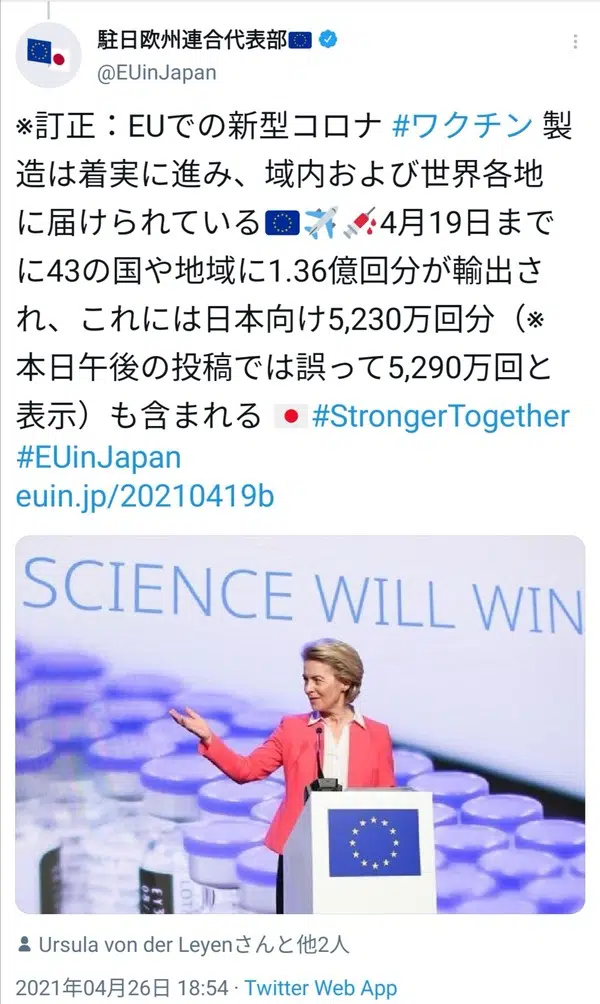 駐日欧州連合代表部🇪🇺
@EUinJapan
※訂正：EUでの新型コロナ #ワクチン 製
造は着実に進み、域内および世界各地
に届けられている🇪🇺✈️💉4月19日まで
に43の国や地域に1.36億回分が輸出さ
れ、これには日本向け5,230万回分（※
本日午後の投稿では誤って5,290万回と
表示）も含まれる 🇯🇵#StrongerTogether
#EUinJapan
euin.jp/20210419b
SCIENCE WILL WIN
Ursula von der Leyenさんと他2人
2021年04月26日 18:54 · Twitter Web App